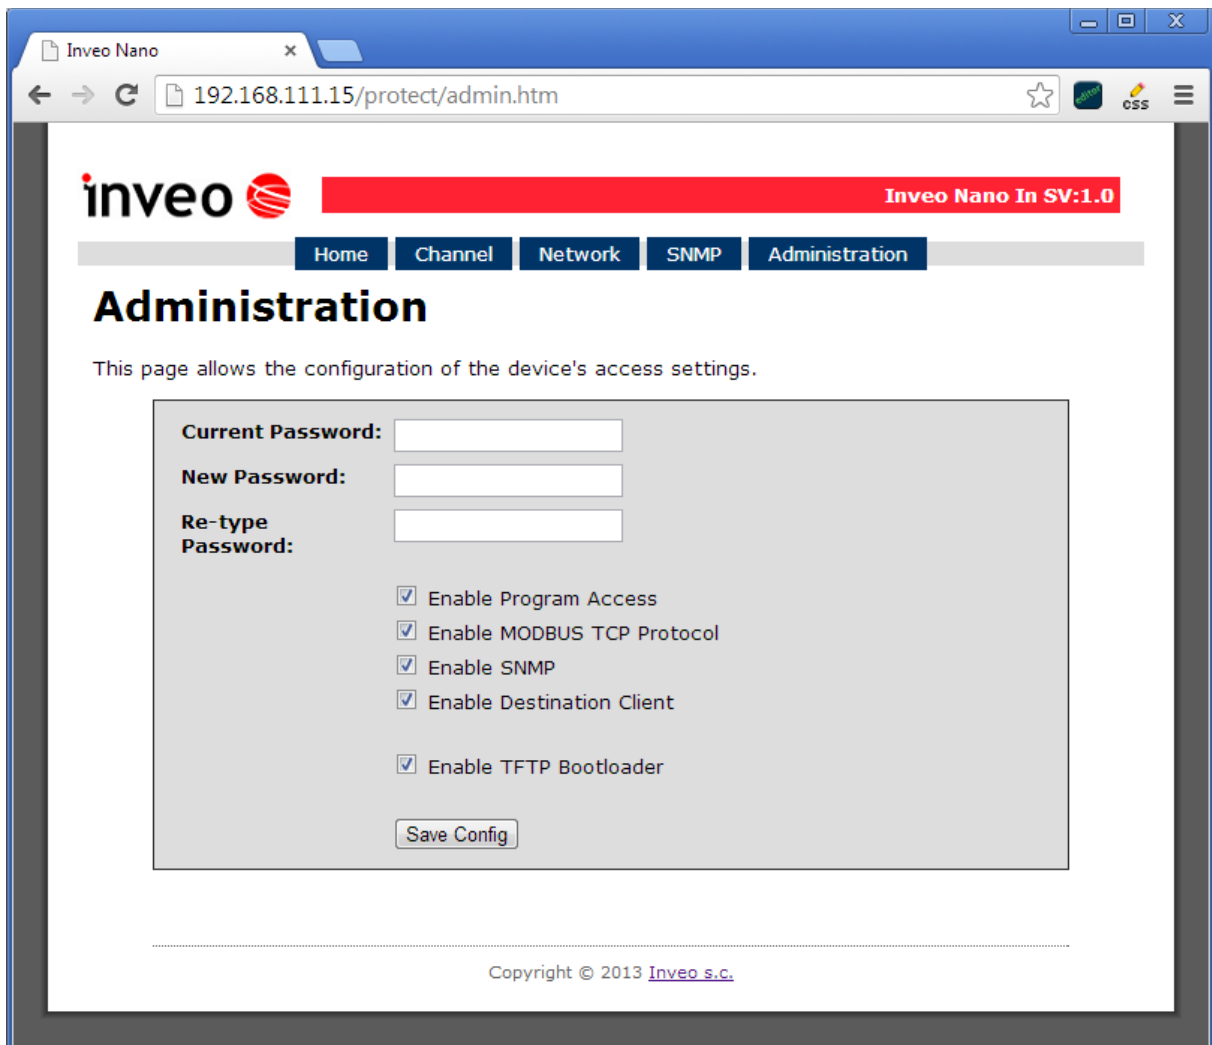 Inveo Nano
192.168.111.15/protect/admin.htm
editor
css
inveo
Inveo Nano In SV:1.0
Home Channel Network SNMP Administration
Administration
This page allows the configuration of the device's access settings.
Current Password:
New Password:
Re-type
Password:
Enable Program Access
Enable MODBUS TCP Protocol
Enable SNMP
Enable Destination Client
Enable TFTP Bootloader
Save Config
Copyright © 2013 Inveo s.c.